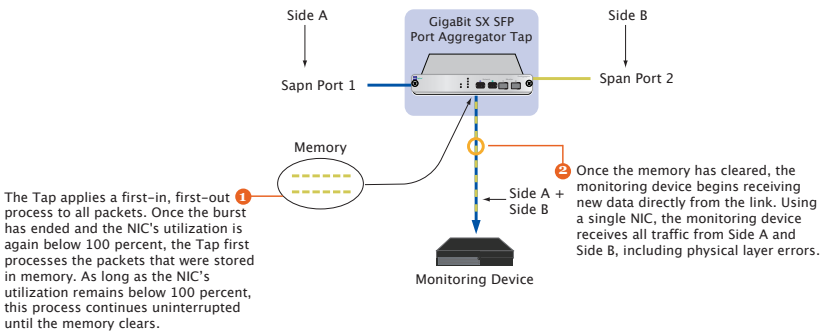 Side A
GigaBit SX SFP
Port Aggregator Tap
Side B
Sapn Port 1
Span Port 2
Memory
1
The Tap applies a first-in, first-out
process to all packets. Once the burst
has ended and the NIC's utilization is
again below 100 percent, the Tap first
processes the packets that were stored
in memory. As long as the NIC's
utilization remains below 100 percent,
this process continues uninterrupted
until the memory clears.
2
Once the memory has cleared, the
monitoring device begins receiving
new data directly from the link. Using
a single NIC, the monitoring device
receives all traffic from Side A and
Side B, including physical layer errors.
Side A +
Side B
Monitoring Device